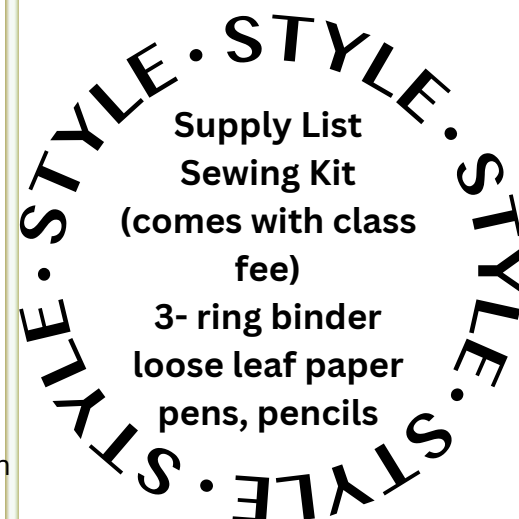 STYLE • STYLE • STYLE • STYLE • STYLE •
Supply List
Sewing Kit
(comes with class
fee)
3- ring binder
loose leaf paper
pens, pencils